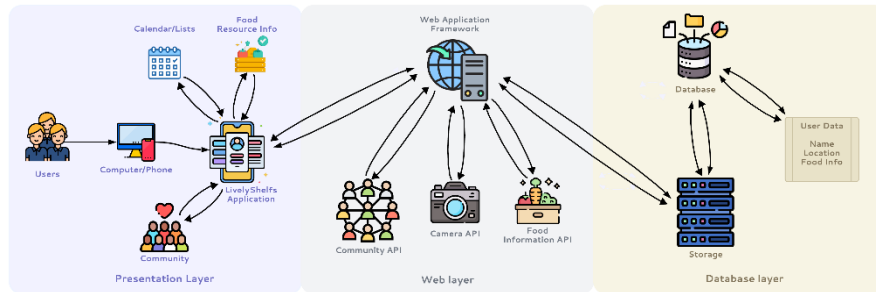 Calendar/Lists
Food
Resource Info
Users
Computer/Phone
LivelyShelfs
Application
Community
Presentation Layer
Web Application
Framework
Community API
Camera API
Food
Information API
Web layer
Database
User Data
Name
Location
Food Info
Storage
Database layer